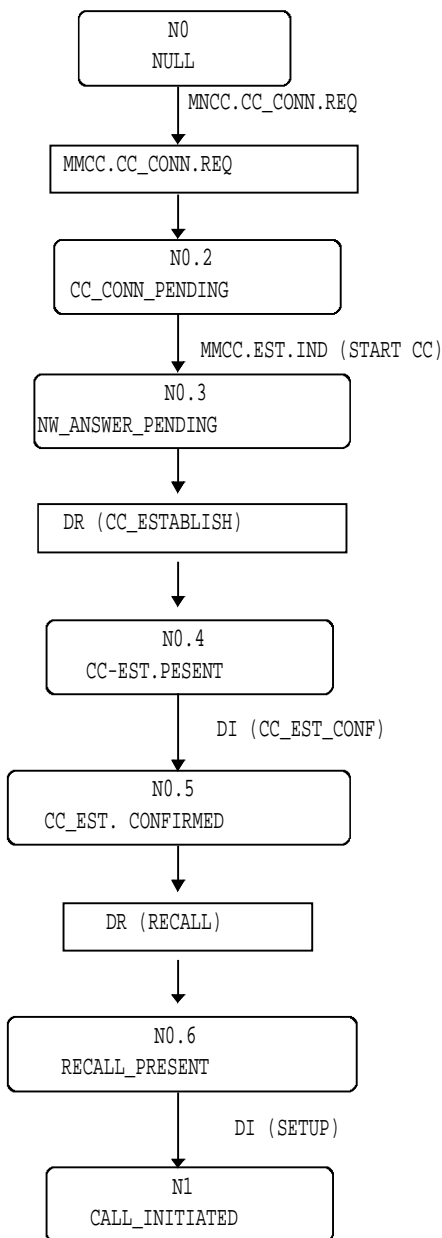 N0
NULL
MNCC.CC_CONN.REQ
MMCC.CC_CONN.REQ
N0.2
CC_CONN_PENDING
MMCC.EST.IND (START CC)
N0.3
NW_ANSWER_PENDING
DR (CC_ESTABLISH)
N0.4
CC-EST.PESENT
DI (CC_EST_CONF)
N0.5
CC_EST. CONFIRMED
DR (RECALL)
N0.6
RECALL_PRESENT
DI (SETUP)
N1
CALL_INITIATED